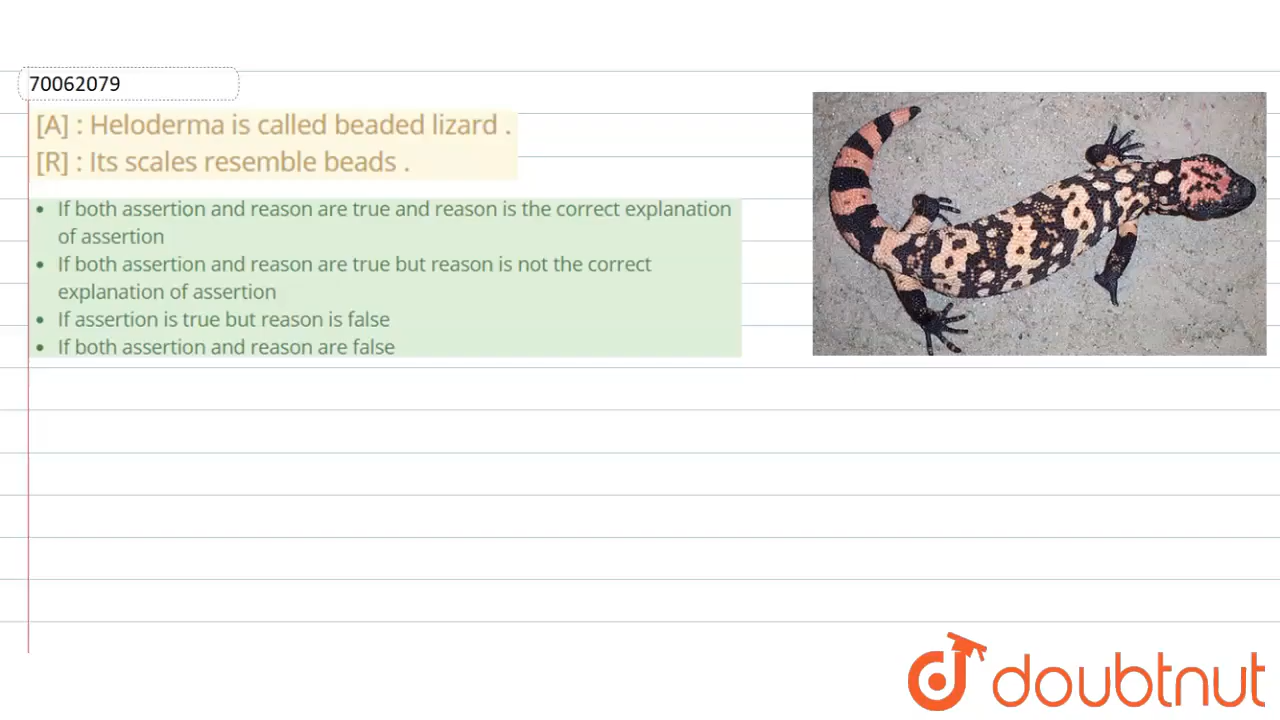 70062079
[A] : Heloderma is called beaded lizard .
[R] : Its scales resemble beads .
• If both assertion and reason are true and reason is the correct explanation
of assertion
• If both assertion and reason are true but reason is not the correct
explanation of assertion
• If assertion is true but reason is false
• If both assertion and reason are false
doubtnut